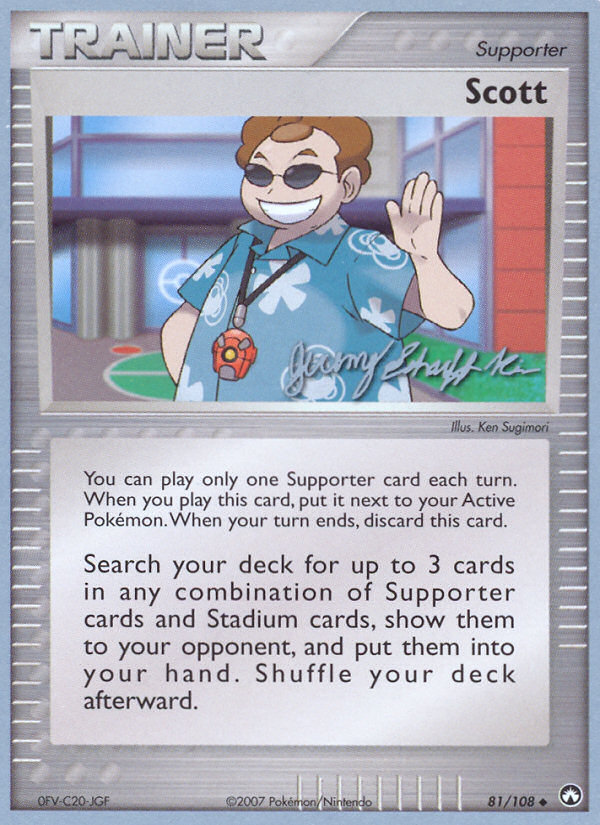 TRAINER
Supporter
Scott
Illus. Ken Sugimori
You can play only one Supporter card each turn.
When you play this card, put it next to your Active
Pokémon. When your turn ends, discard this card.
Search your deck for up to 3 cards
in any combination of Supporter
cards and Stadium cards, show them
to your opponent, and put them into
your hand. Shuffle your deck
afterward.
0FV-C20-JGF
©2007 Pokémon/Nintendo
81/108